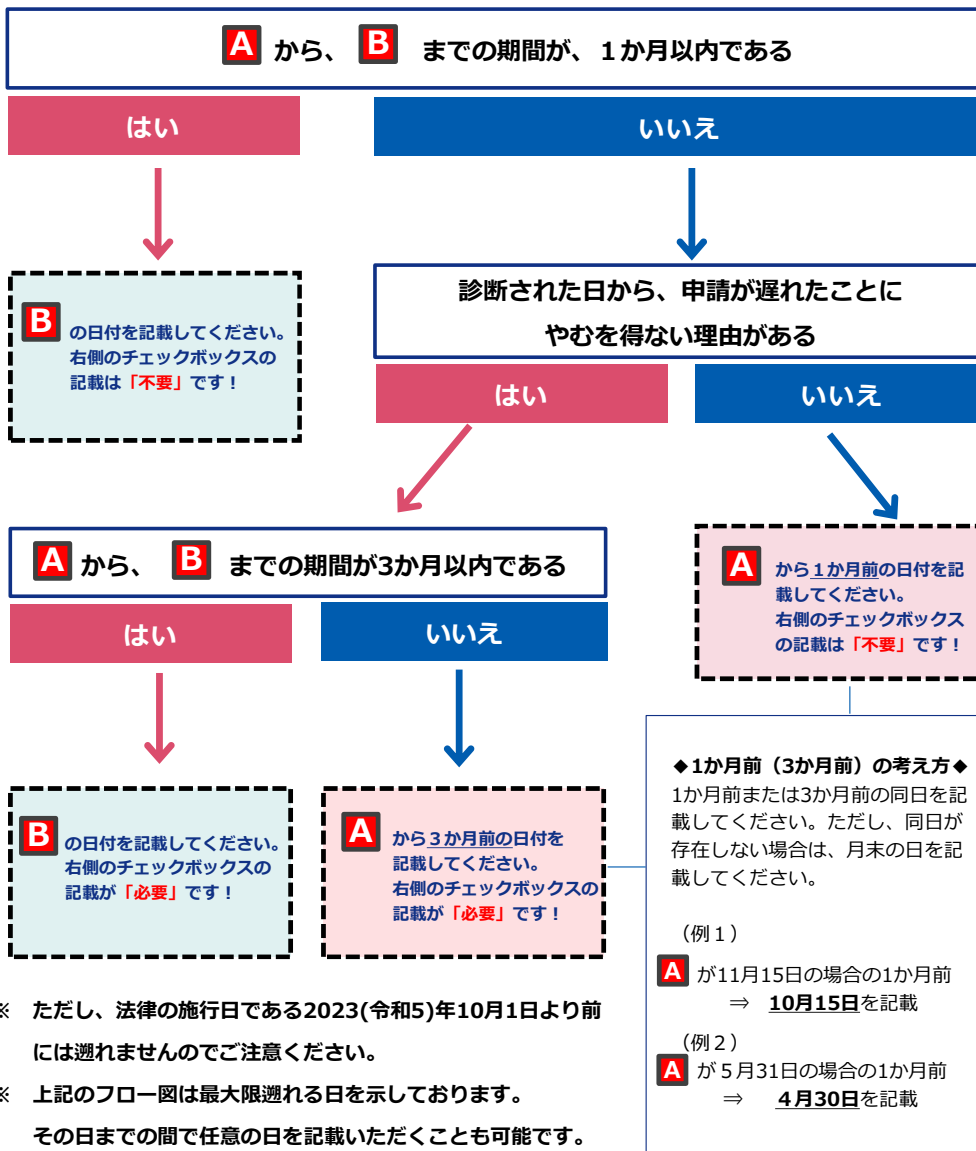 A から、 B までの期間が、１か月以内である
はい
いいえ
B の日付を記載してください。
右側のチェックボックスの
記載は「不要」です！
診断された日から、申請が遅れたことに
やむを得ない理由がある
はい
いいえ
A から、 B までの期間が3か月以内である
はい
いいえ
A から１か月前の日付を記
載してください。
右側のチェックボックス
の記載は「不要」です！
B の日付を記載してください。
右側のチェックボックスの
記載が「必要」です！
A から３か月前の日付を
記載してください。
右側のチェックボックスの
記載が「必要」です！
◆1か月前（3か月前）の考え方◆
1か月前または3か月前の同日を記
載してください。ただし、同日が
存在しない場合は、月末の日を記
載してください。
（例１）
A が11月15日の場合の1か月前
⇒ 10月15日を記載
（例２）
A が５月31日の場合の1か月前
⇒ ４月30日を記載
※ ただし、法律の施行日である2023(令和5)年10月1日より前
には遡れませんのでご注意ください。
※ 上記のフロー図は最大限遡れる日を示しております。
その日までの間で任意の日を記載いただくことも可能です。